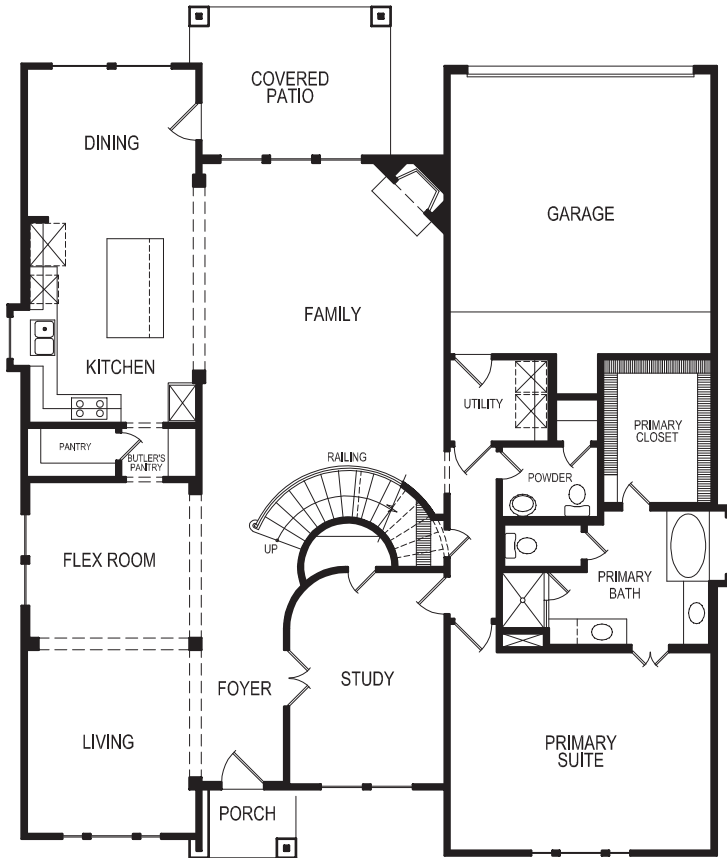 COVERED
PATIO
DINING
GARAGE
FAMILY
KITCHEN
UTILITY
PRIMARY
CLOSET
PANTRY
BUTLER'S
PANTRY
RAILING
POWDER
UP
FLEX ROOM
PRIMARY
BATH
STUDY
FOYER
LIVING
PRIMARY
SUITE
PORCH